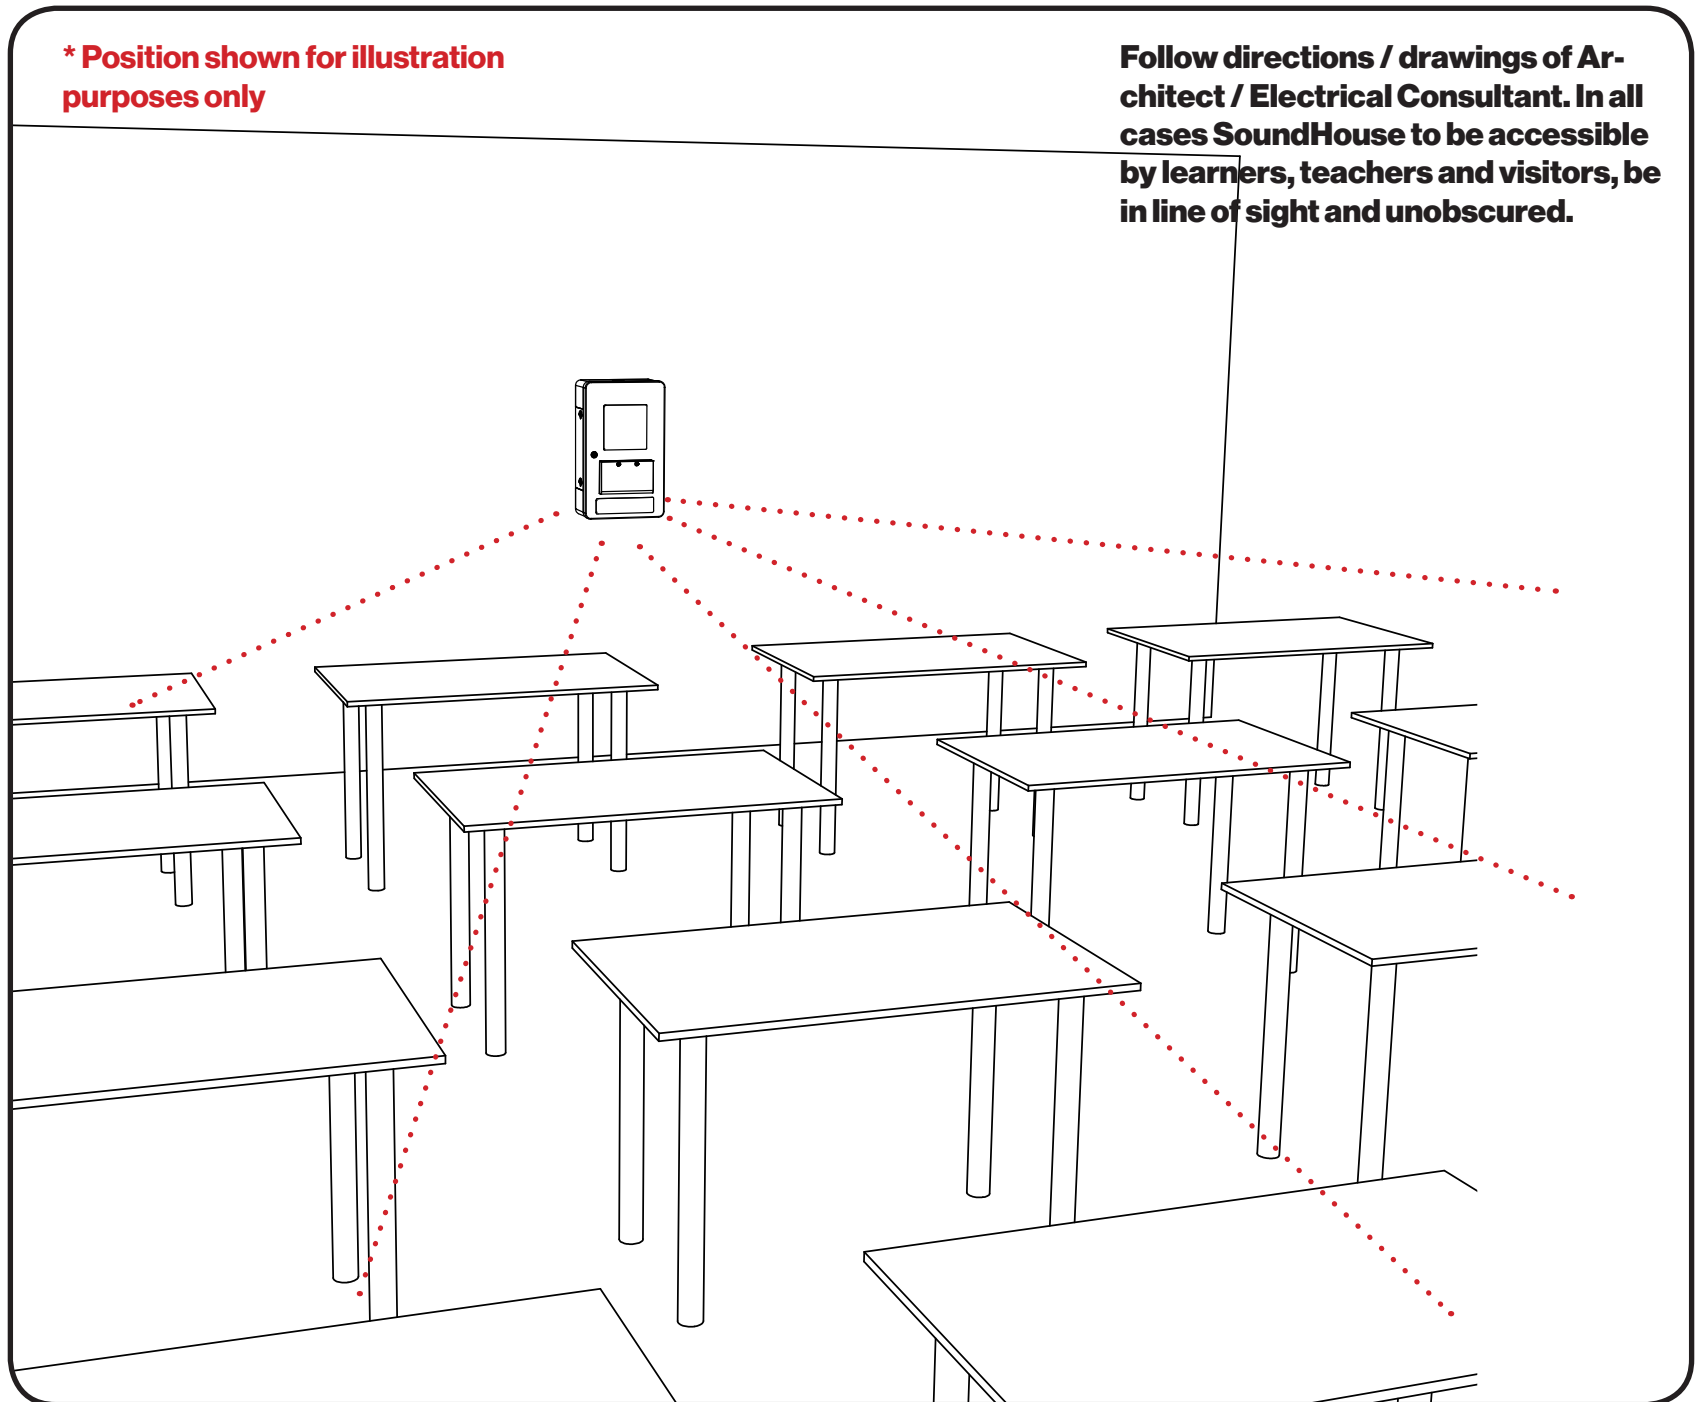 * Position shown for illustration
purposes only
Follow directions / drawings of Ar-
chitect / Electrical Consultant. In all
cases SoundHouse to be accessible
by learners, teachers and visitors, be
in line of sight and unobscured.